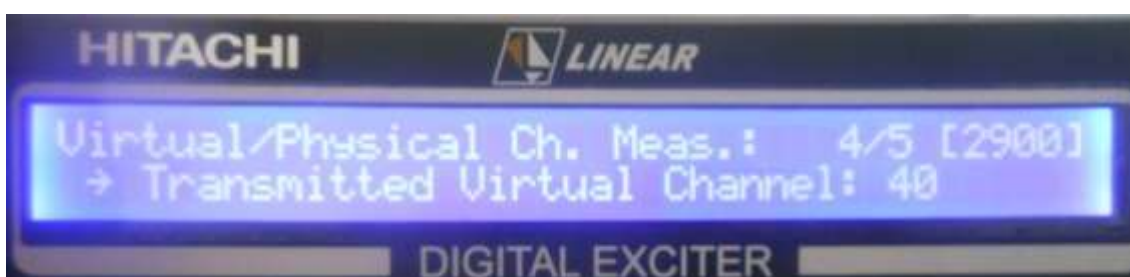 HITACHI LINEAR
Virtual/Physical Ch. Meas.: 4/5 [2900]
→ Transmitted Virtual Channel: 40
DIGITAL EXCITER